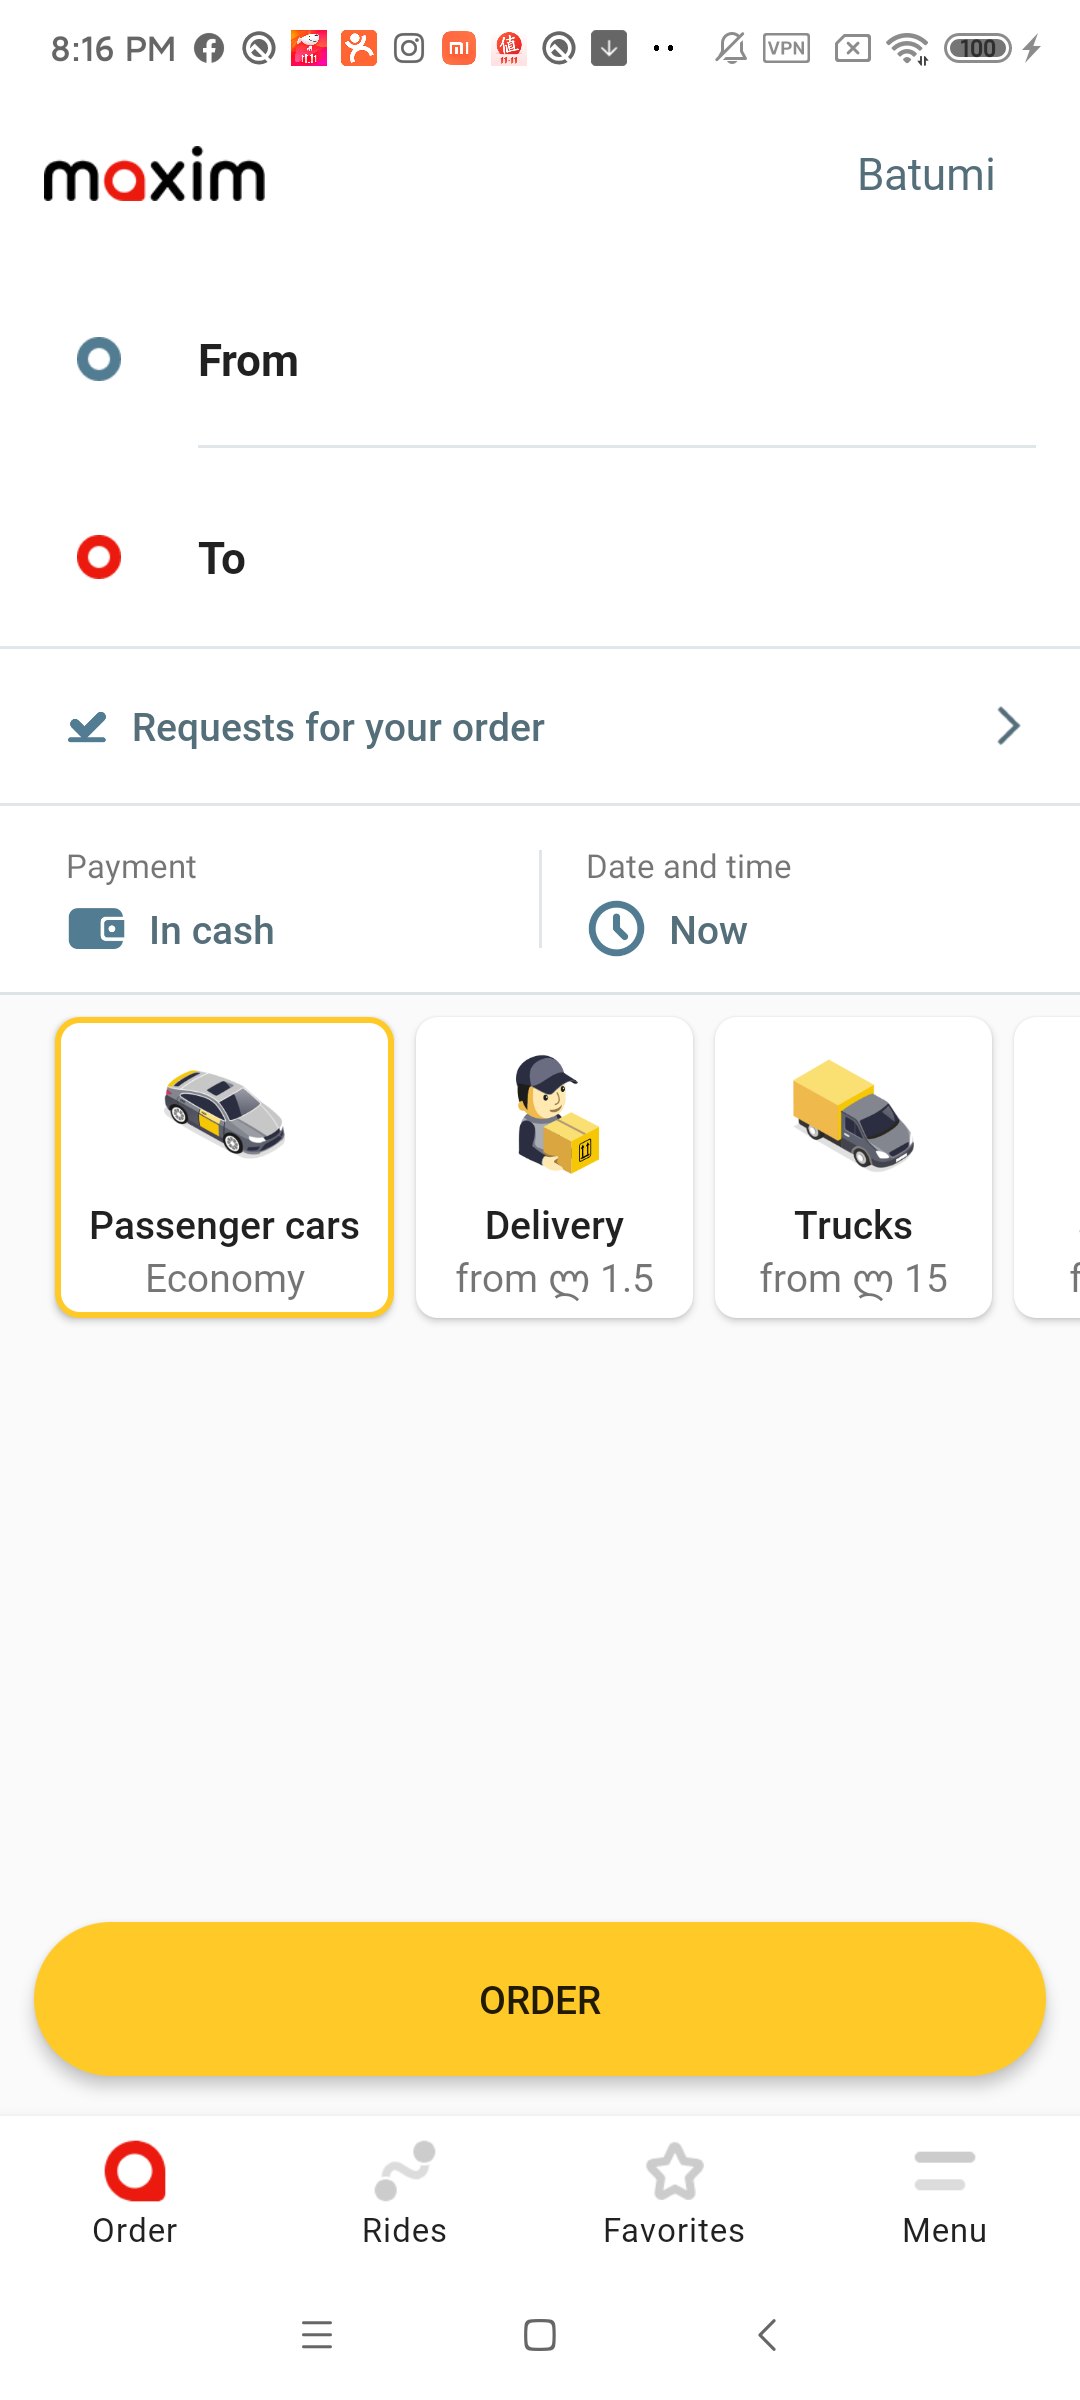 8:16 PM
VPN
100
maxim
Batumi
From
To
Requests for your order
Payment
In cash
Date and time
Now
Passenger cars
Economy
Delivery
from ლ 1.5
Trucks
from ლ 15
f
ORDER
Order
Rides
Favorites
Menu